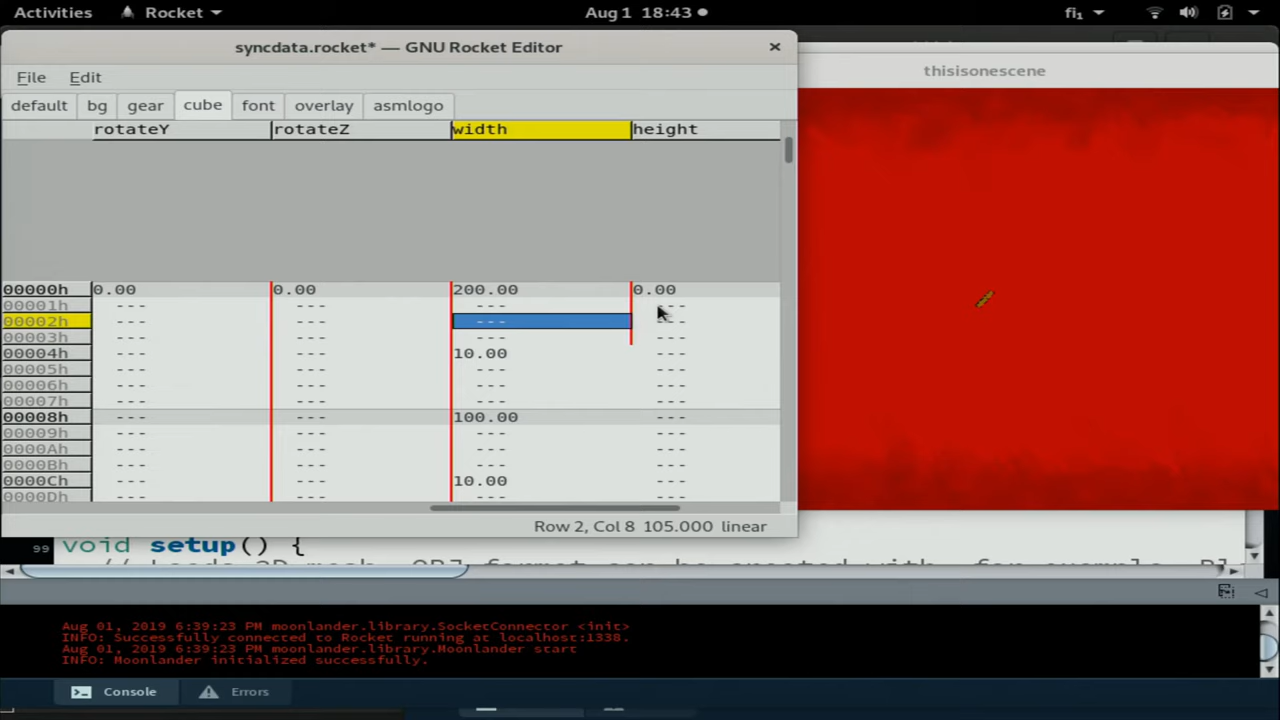 Activities Rocket Aug 1 18:43 fi₁
syncdata.rocket* — GNU Rocket Editor
thisisonescene
File Edit
default bg gear cube font overlay asmlogo
rotateY rotateZ width height
00000h 0.00 0.00 200.00 0.00
00001h --- --- --- ---
00002h --- --- --- ---
00003h --- --- --- ---
00004h --- --- 10.00 ---
00005h --- --- --- ---
00006h --- --- --- ---
00007h --- --- --- ---
00008h --- --- 100.00 ---
00009h --- --- --- ---
0000Ah --- --- --- ---
0000Bh --- --- --- ---
0000Ch --- --- 10.00 ---
0000Dh --- --- --- ---
Row 2, Col 8 105.000 linear
99 void setup() {
Aug 01, 2019 6:39:23 PM moonlander.library.SocketConnector <init>
INFO: Successfully connected to Rocket running at localhost:1338.
Aug 01, 2019 6:39:23 PM moonlander.library.Moonlander start
INFO: Moonlander initialized successfully.
Console Errors